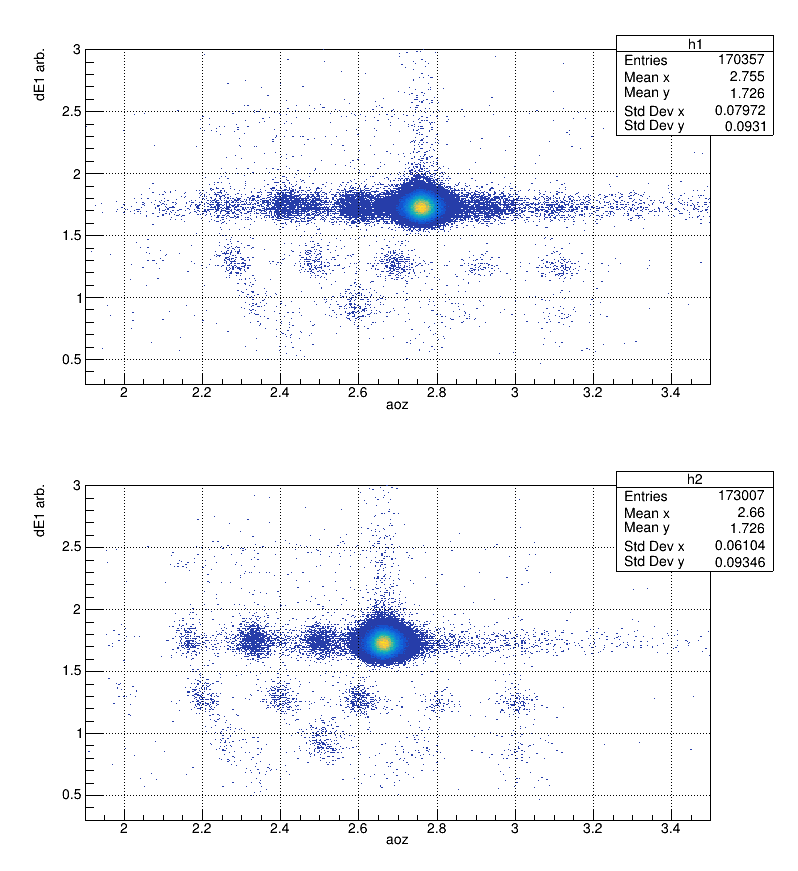 dE1 arb.
h1
Entries 170357
Mean x 2.755
Mean y 1.726
Std Dev x 0.07972
Std Dev y 0.0931
3
2.5
2
1.5
1
0.5
2 2.2 2.4 2.6 2.8 3 3.2 3.4
aoz
dE1 arb.
h2
Entries 173007
Mean x 2.66
Mean y 1.726
Std Dev x 0.06104
Std Dev y 0.09346
3
2.5
2
1.5
1
0.5
2 2.2 2.4 2.6 2.8 3 3.2 3.4
aoz